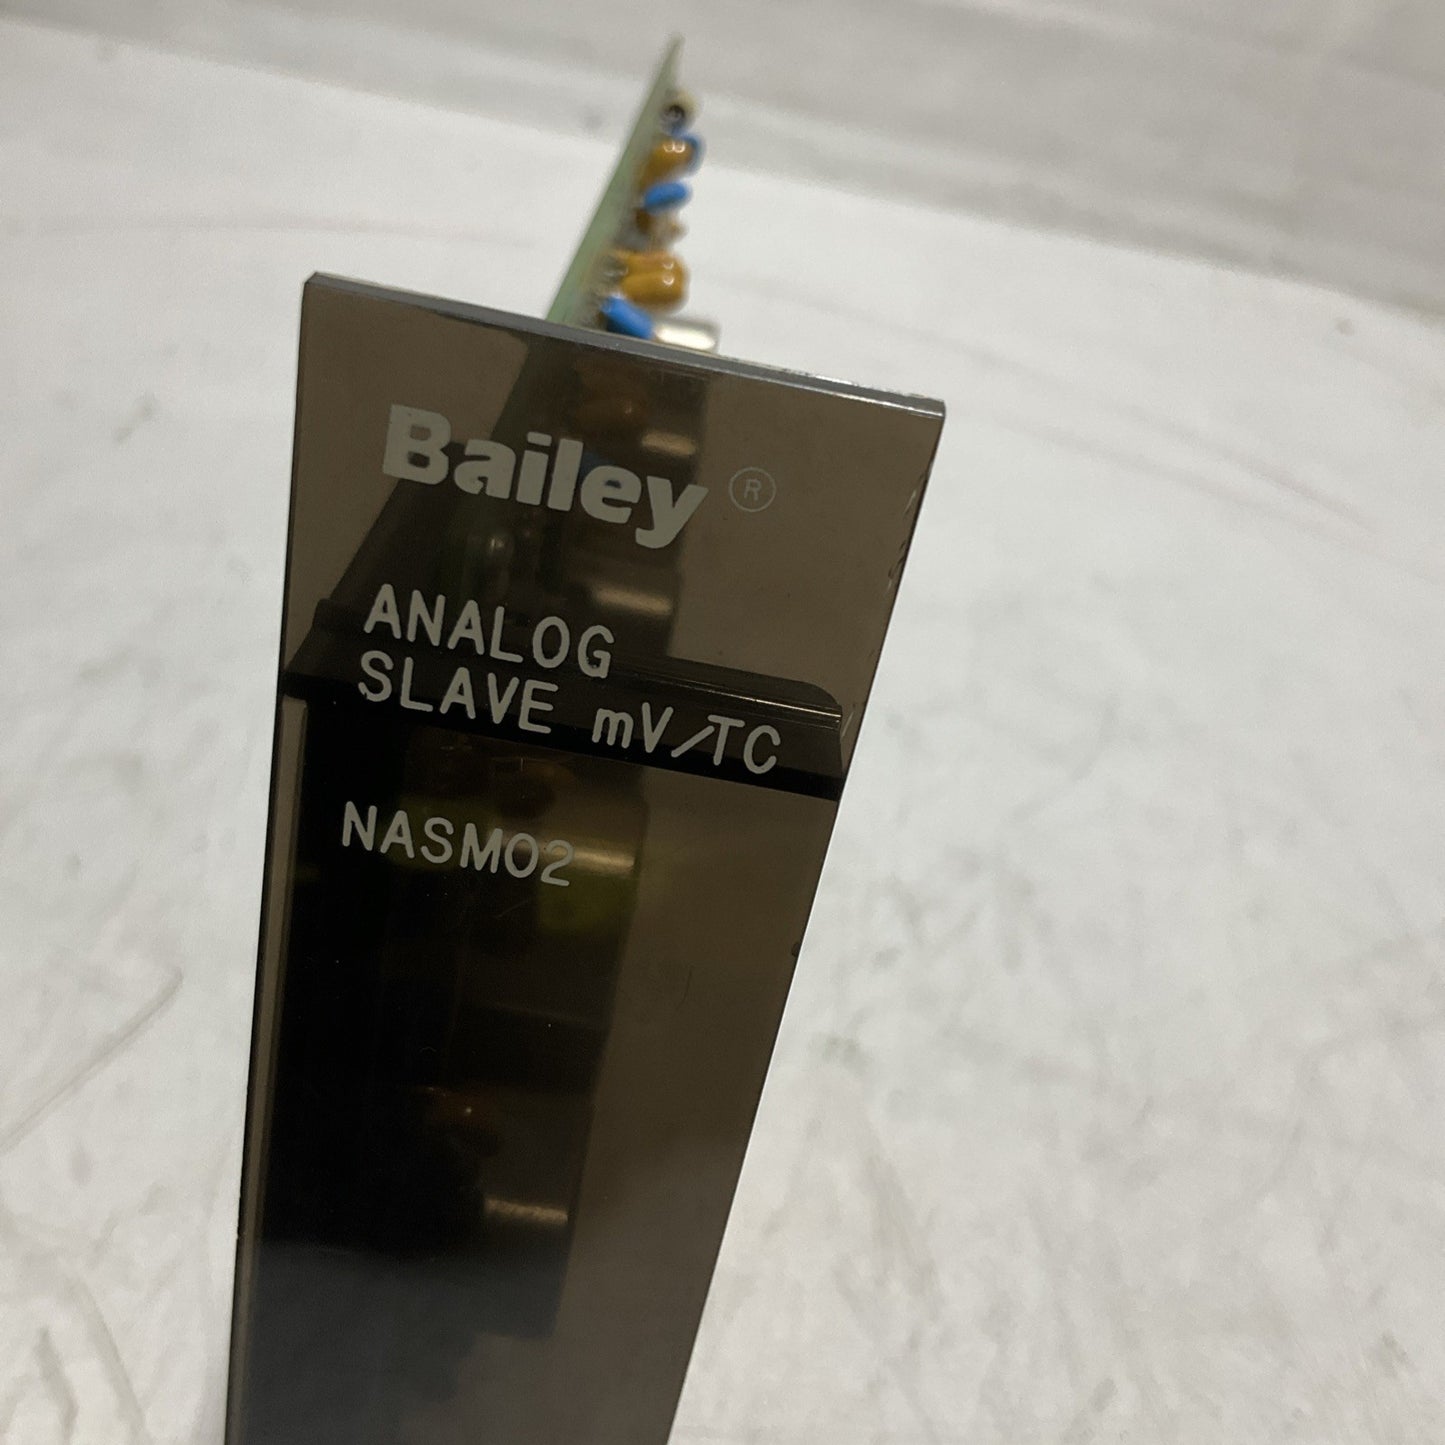 Bailey ®
ANALOG
SLAVE mV/TC
NASM02